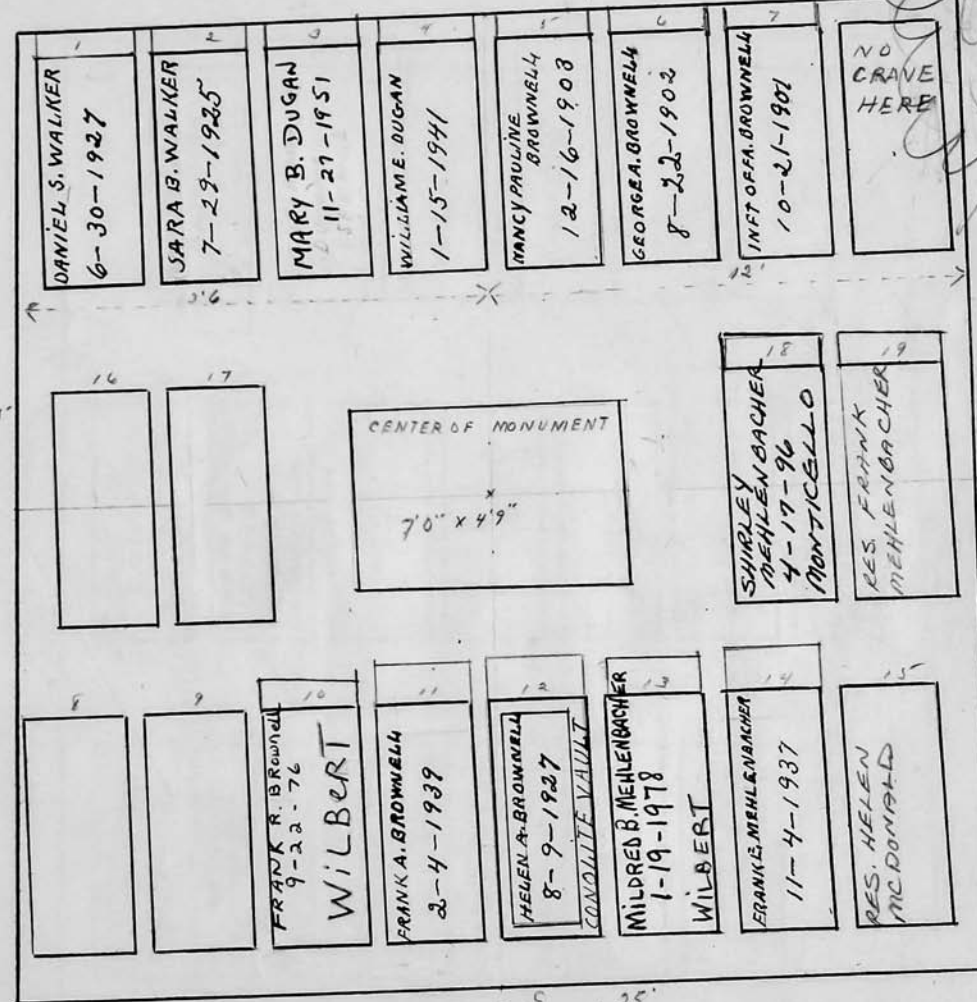 1
DANIEL S. WALKER
6-30-1927
2
SARA B. WALKER
7-29-1925
3
MARY B. DUGAN
11-27-1951
4
WILLIAM E. DUGAN
1-15-1941
5
NANCY PAULINE
BROWNELL
12-16-1903
6
GEORGE A. BROWNELL
8-22-1902
7
INFT OF F.A. BROWNELL
10-21-1901
NO
GRAVE
HERE
12'
16
17
CENTER OF MONUMENT
x
7'0" x 4'9"
18
SHIRLEY
MEHLENBACHER
4-17-96
MONTICELLO
19
RES. FRANK
MEHLENBACHER
8
9
10
FRANK R. BROWNELL
9-22-76
WILBERT
11
FRANK A. BROWNELL
2-4-1939
12
HELEN A. BROWNELL
8-9-1927
CONOLITE VAULT
13
MILDRED B. MEHLENBACHER
1-19-1978
WILBERT
14
FRANK E. MEHLENBACHER
11-4-1937
15
RES. HELEN
MCDONALD
S 25'